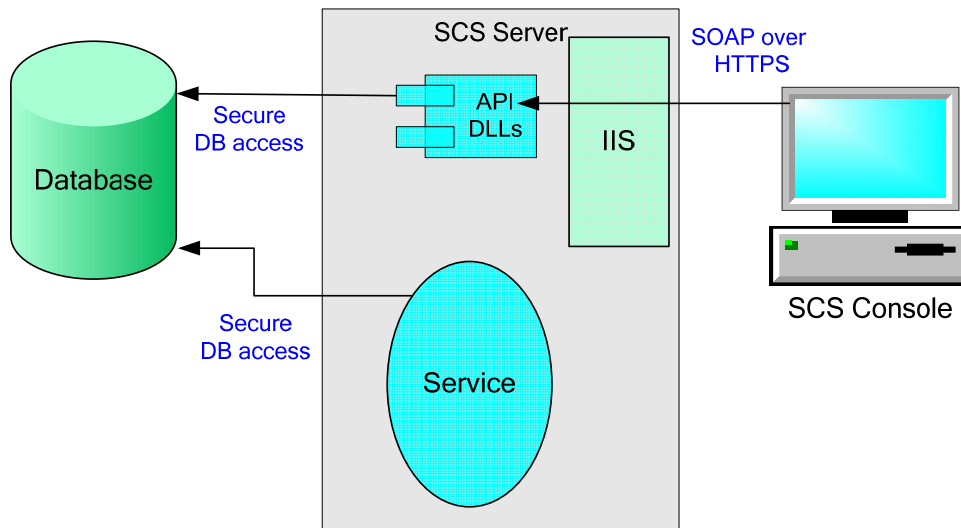 SCS Server
SOAP over
HTTPS
API
DLLs
Secure
DB access
IIS
Database
SCS Console
Secure
DB access
Service